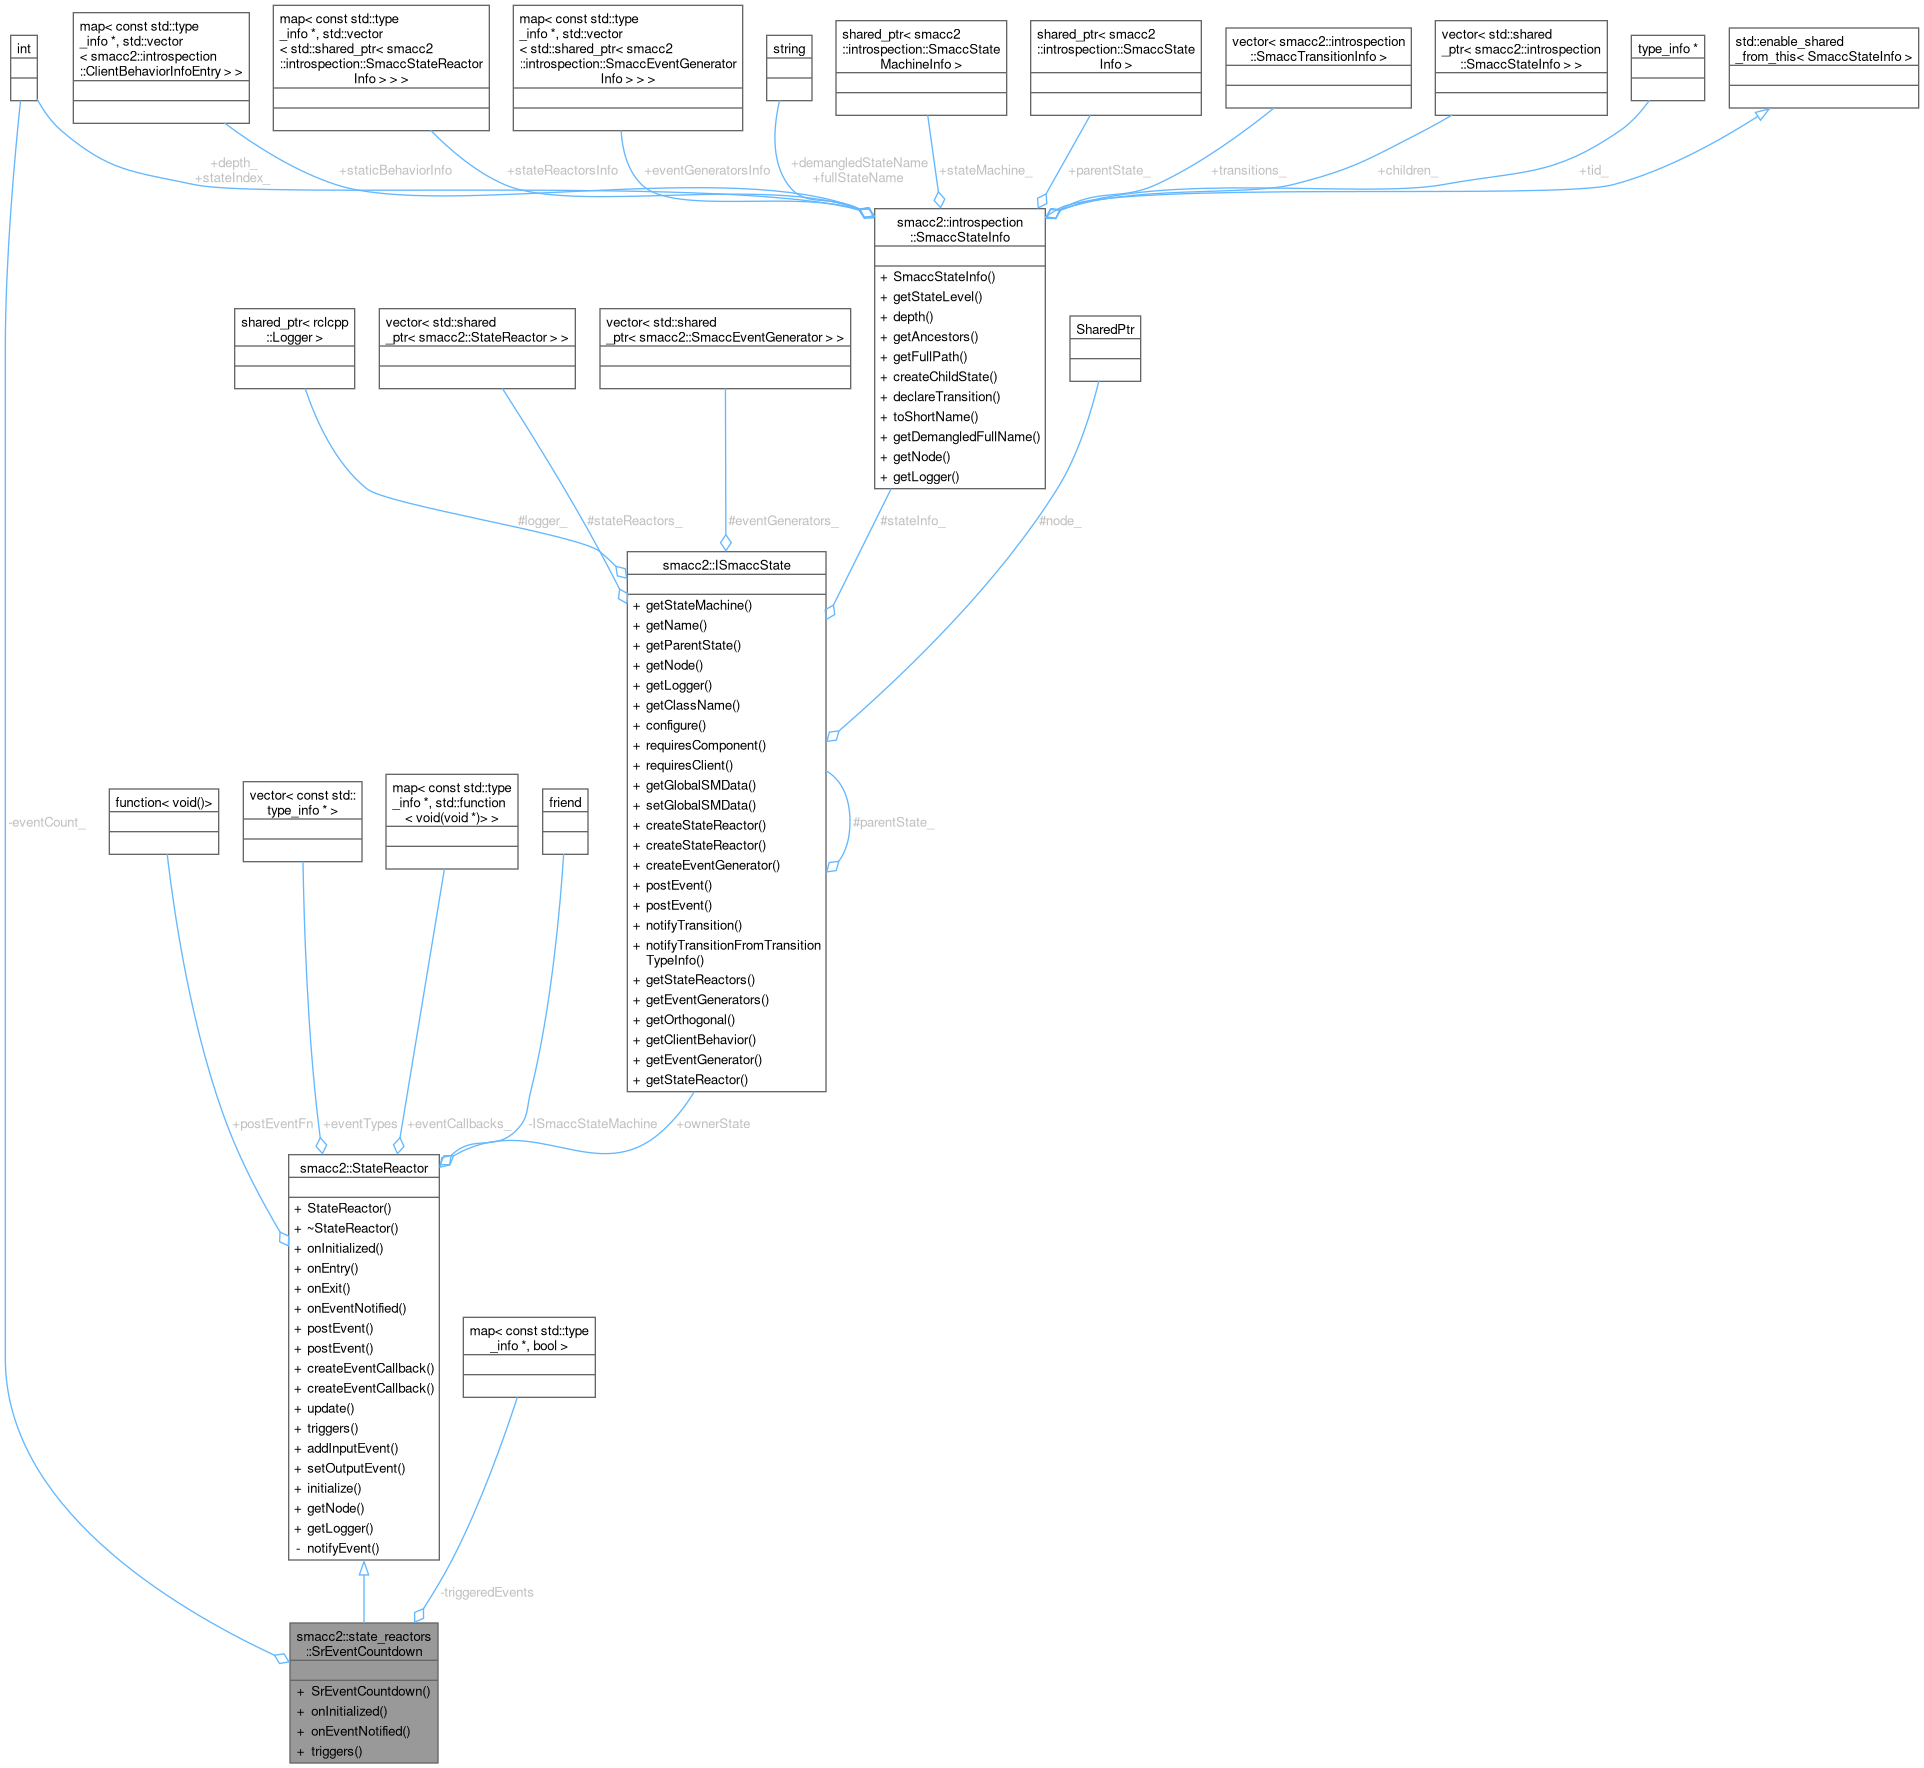 int
map< const std::type
_info *, std::vector
< smacc2::introspection
::ClientBehaviorInfoEntry > >
map< const std::type
_info *, std::vector
< std::shared_ptr< smacc2
::introspection::SmaccStateReactor
Info > > >
map< const std::type
_info *, std::vector
< std::shared_ptr< smacc2
::introspection::SmaccEventGenerator
Info > > >
string
shared_ptr< smacc2
::introspection::SmaccState
MachineInfo >
shared_ptr< smacc2
::introspection::SmaccState
Info >
vector< smacc2::introspection
::SmaccTransitionInfo >
vector< std::shared
_ptr< smacc2::introspection
::SmaccStateInfo > >
type_info *
std::enable_shared
_from_this< SmaccStateInfo >
+depth_
+stateIndex_
+staticBehaviorInfo
+stateReactorsInfo
+eventGeneratorsInfo
+demangledStateName
+fullStateName
+stateMachine_
+parentState_
+transitions_
+children_
+tid_
smacc2::introspection
::SmaccStateInfo
+ SmaccStateInfo()
+ getStateLevel()
+ depth()
+ getAncestors()
+ getFullPath()
+ createChildState()
+ declareTransition()
+ toShortName()
+ getDemangledFullName()
+ getNode()
+ getLogger()
shared_ptr< rclcpp
::Logger >
vector< std::shared
_ptr< smacc2::StateReactor > >
vector< std::shared
_ptr< smacc2::SmaccEventGenerator > >
SharedPtr
#logger_
#stateReactors_
#eventGenerators_
#stateInfo_
#node_
smacc2::ISmaccState
+ getStateMachine()
+ getName()
+ getParentState()
+ getNode()
+ getLogger()
+ getClassName()
+ configure()
+ requiresComponent()
+ requiresClient()
+ getGlobalSMData()
+ setGlobalSMData()
+ createStateReactor()
+ createStateReactor()
+ createEventGenerator()
+ postEvent()
+ postEvent()
+ notifyTransition()
+ notifyTransitionFromTransition
TypeInfo()
+ getStateReactors()
+ getEventGenerators()
+ getOrthogonal()
+ getClientBehavior()
+ getEventGenerator()
+ getStateReactor()
#parentState_
-eventCount_
function< void()>
vector< const std::
type_info * >
map< const std::type
_info *, std::function
< void(void *)> >
friend
+postEventFn
+eventTypes
+eventCallbacks_
-ISmaccStateMachine
+ownerState
smacc2::StateReactor
+ StateReactor()
+ ~StateReactor()
+ onInitialized()
+ onEntry()
+ onExit()
+ onEventNotified()
+ postEvent()
+ postEvent()
+ createEventCallback()
+ createEventCallback()
+ update()
+ triggers()
+ addInputEvent()
+ setOutputEvent()
+ initialize()
+ getNode()
+ getLogger()
- notifyEvent()
map< const std::type
_info *, bool >
-triggeredEvents
smacc2::state_reactors
::SrEventCountdown
+ SrEventCountdown()
+ onInitialized()
+ onEventNotified()
+ triggers()